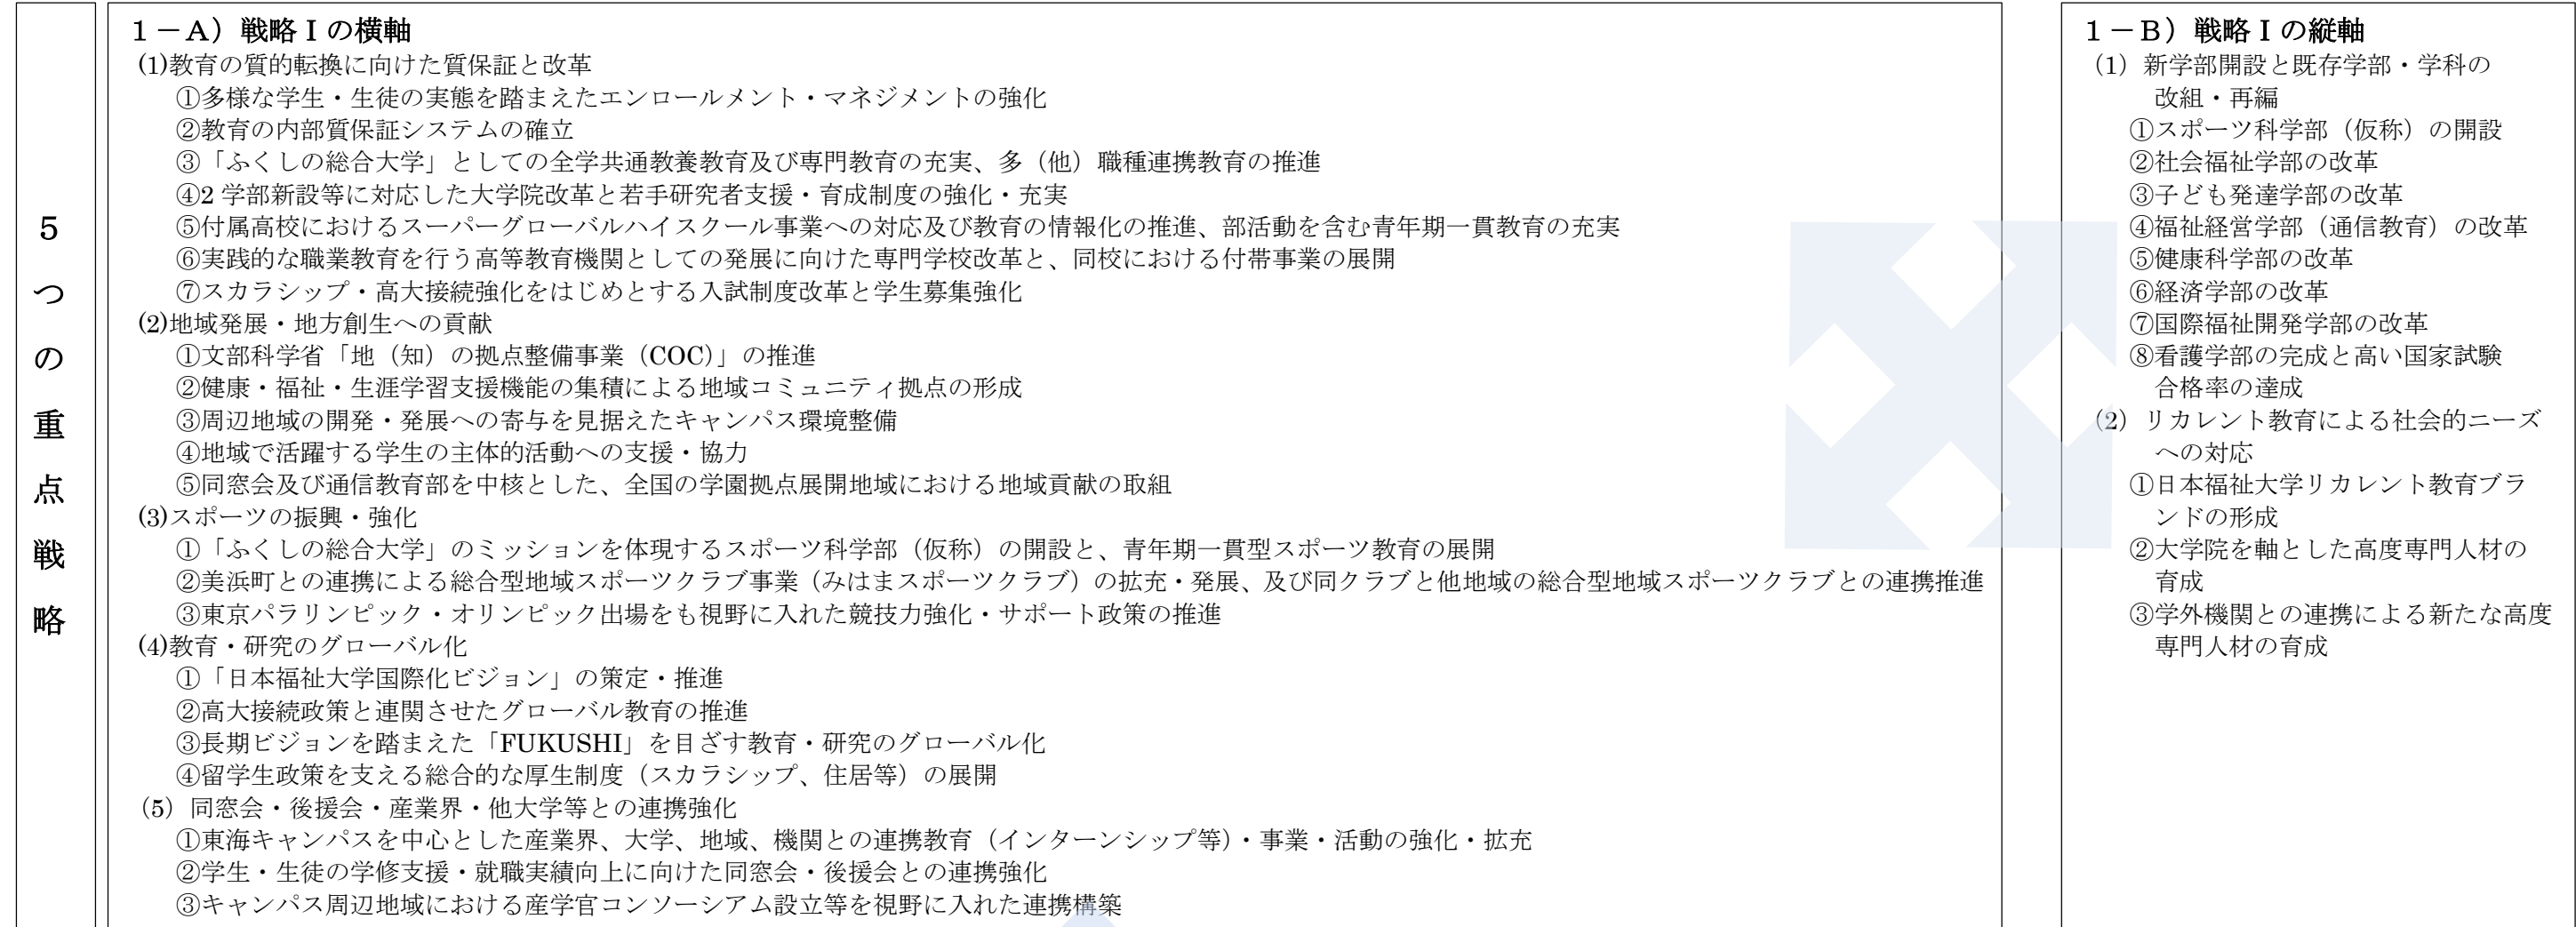 5つの重点戦略
1－A）戦略Ⅰの横軸
(1)教育の質的転換に向けた質保証と改革
①多様な学生・生徒の実態を踏まえたエンロールメント・マネジメントの強化
②教育の内部質保証システムの確立
③「ふくしの総合大学」としての全学共通教養教育及び専門教育の充実、多（他）職種連携教育の推進
④2 学部新設等に対応した大学院改革と若手研究者支援・育成制度の強化・充実
⑤付属高校におけるスーパーグローバルハイスクール事業への対応及び教育の情報化の推進、部活動を含む青年期一貫教育の充実
⑥実践的な職業教育を行う高等教育機関としての発展に向けた専門学校改革と、同校における付帯事業の展開
⑦スカラシップ・高大接続強化をはじめとする入試制度改革と学生募集強化
(2)地域発展・地方創生への貢献
①文部科学省「地（知）の拠点整備事業（COC）」の推進
②健康・福祉・生涯学習支援機能の集積による地域コミュニティ拠点の形成
③周辺地域の開発・発展への寄与を見据えたキャンパス環境整備
④地域で活躍する学生の主体的活動への支援・協力
⑤同窓会及び通信教育部を中核とした、全国の学園拠点展開地域における地域貢献の取組
(3)スポーツの振興・強化
①「ふくしの総合大学」のミッションを体現するスポーツ科学部（仮称）の開設と、青年期一貫型スポーツ教育の展開
②美浜町との連携による総合型地域スポーツクラブ事業（みはまスポーツクラブ）の拡充・発展、及び同クラブと他地域の総合型地域スポーツクラブとの連携推進
③東京パラリンピック・オリンピック出場をも視野に入れた競技力強化・サポート政策の推進
(4)教育・研究のグローバル化
①「日本福祉大学国際化ビジョン」の策定・推進
②高大接続政策と連関させたグローバル教育の推進
③長期ビジョンを踏まえた「FUKUSHI」を目ざす教育・研究のグローバル化
④留学生政策を支える総合的な厚生制度（スカラシップ、住居等）の展開
（5）同窓会・後援会・産業界・他大学等との連携強化
①東海キャンパスを中心とした産業界、大学、地域、機関との連携教育（インターンシップ等）・事業・活動の強化・拡充
②学生・生徒の学修支援・就職実績向上に向けた同窓会・後援会との連携強化
③キャンパス周辺地域における産学官コンソーシアム設立等を視野に入れた連携構築
1－B）戦略Ⅰの縦軸
（1）新学部開設と既存学部・学科の
改組・再編
①スポーツ科学部（仮称）の開設
②社会福祉学部の改革
③子ども発達学部の改革
④福祉経営学部（通信教育）の改革
⑤健康科学部の改革
⑥経済学部の改革
⑦国際福祉開発学部の改革
⑧看護学部の完成と高い国家試験
合格率の達成
（2）リカレント教育による社会的ニーズ
への対応
①日本福祉大学リカレント教育ブラ
ンドの形成
②大学院を軸とした高度専門人材の
育成
③学外機関との連携による新たな高度
専門人材の育成